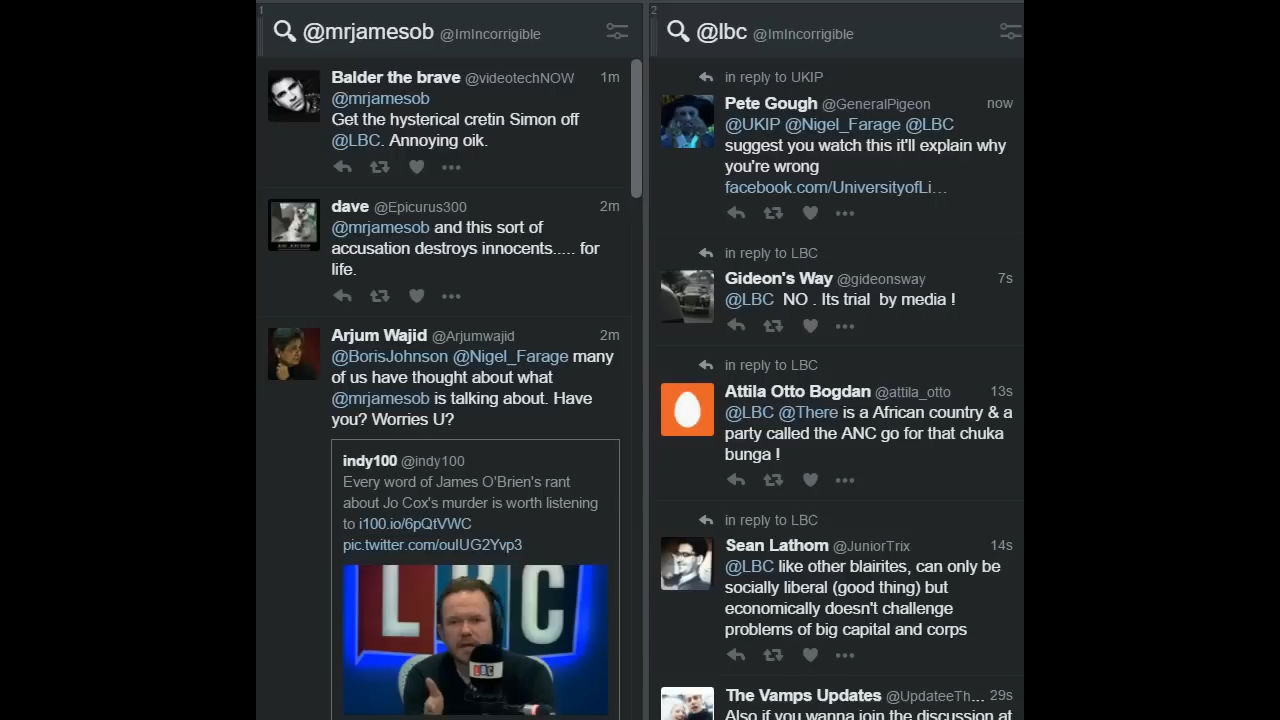 1
@mrjamesob @ImIncorrigible
Balder the brave @videotechNOW 1m
@mrjamesob
Get the hysterical cretin Simon off
@LBC. Annoying oik.
dave @Epicurus300 2m
@mrjamesob and this sort of
accusation destroys innocents..... for
life.
Arjum Wajid @Arjumwajid 2m
@BorisJohnson @Nigel_Farage many
of us have thought about what
@mrjamesob is talking about. Have
you? Worries U?
indy100 @indy100
Every word of James O'Brien's rant
about Jo Cox's murder is worth listening
to i100.io/6pQtVWC
pic.twitter.com/ouIUG2Yvp3
LBC
LBC
2
@lbc @ImIncorrigible
in reply to UKIP
Pete Gough @GeneralPigeon now
@UKIP @Nigel_Farage @LBC
suggest you watch this it'll explain why
you're wrong
facebook.com/UniversityofLi…
in reply to LBC
Gideon's Way @gideonsway 7s
@LBC NO . Its trial by media !
in reply to LBC
Attila Otto Bogdan @attila_otto 13s
@LBC @There is a African country & a
party called the ANC go for that chuka
bunga !
in reply to LBC
Sean Lathom @JuniorTrix 14s
@LBC like other blairites, can only be
socially liberal (good thing) but
economically doesn't challenge
problems of big capital and corps
The Vamps Updates @UpdateeTh... 29s
Also if you wanna join the discussion at